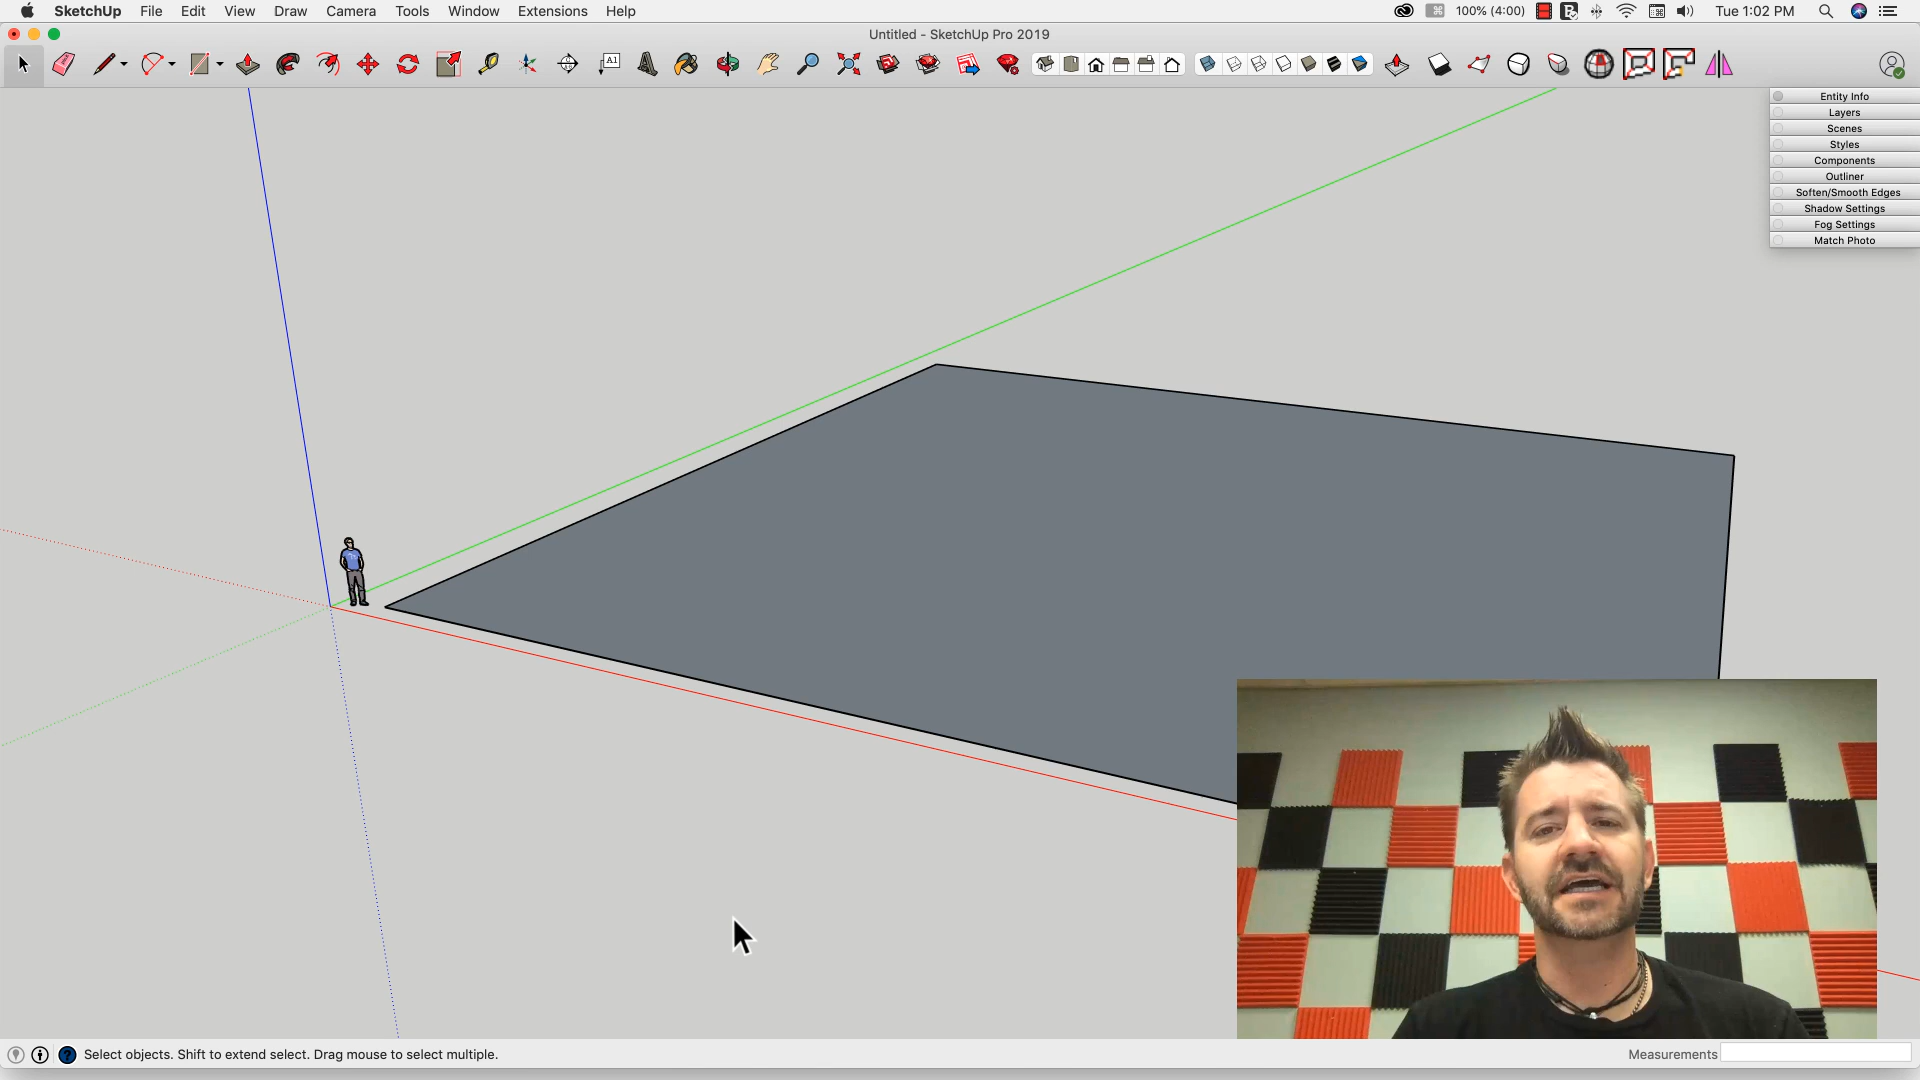 SketchUp File Edit View Draw Camera Tools Window Extensions Help 100% (4:00) Tue 1:02 PM
Untitled - SketchUp Pro 2019
A1
Entity Info
Layers
Scenes
Styles
Components
Outliner
Soften/Smooth Edges
Shadow Settings
Fog Settings
Match Photo
Select objects. Shift to extend select. Drag mouse to select multiple.
Measurements